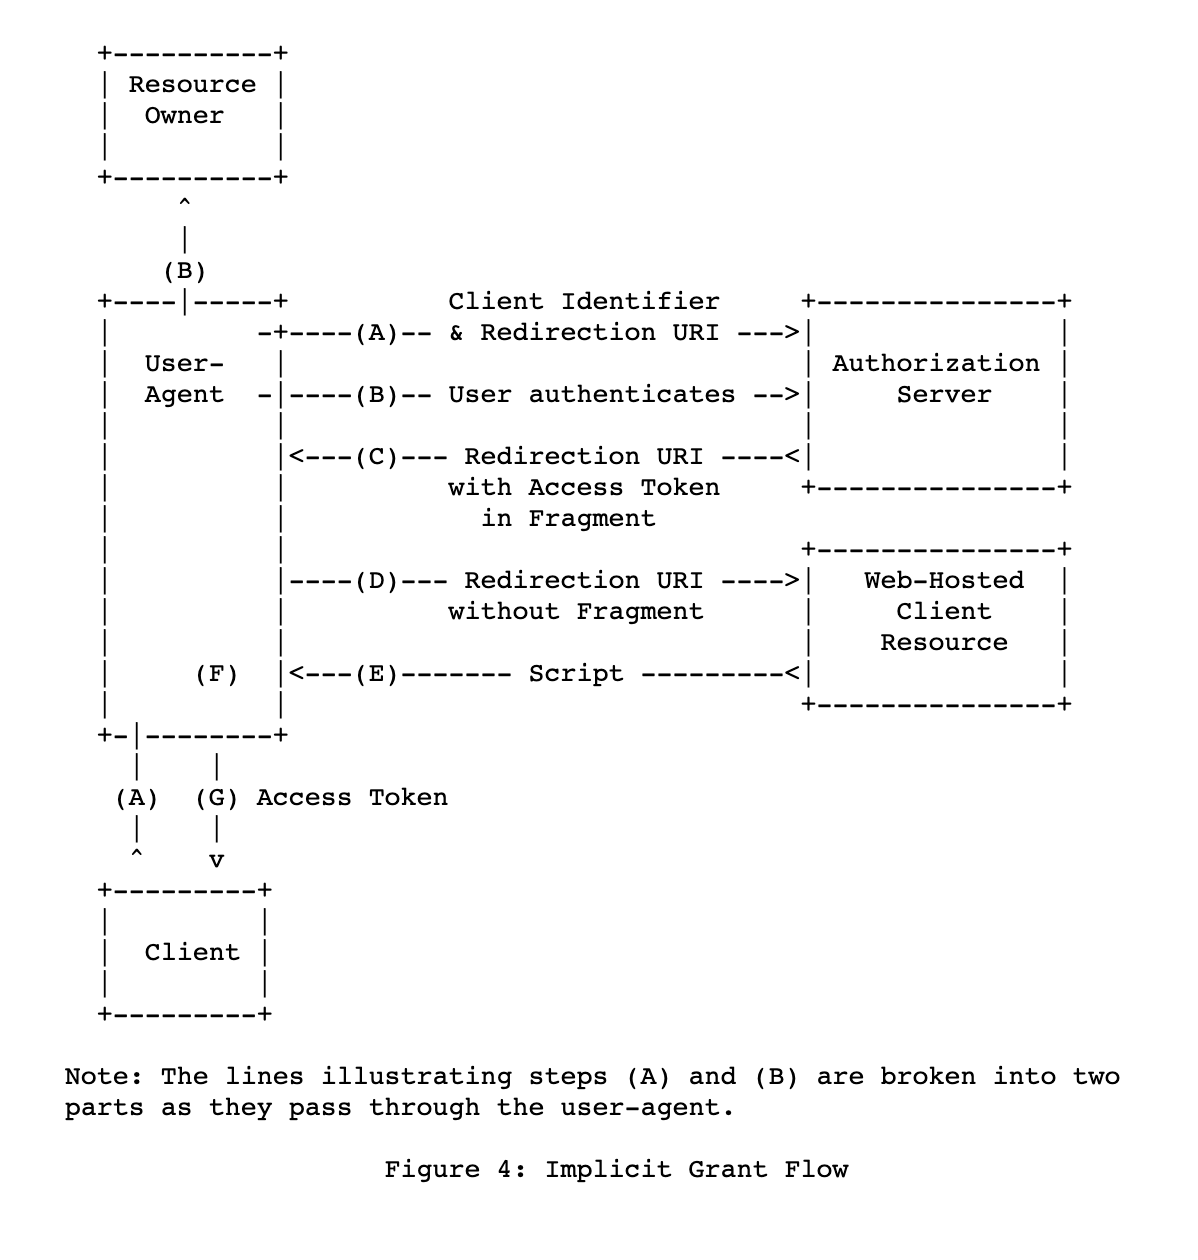 +----------+
| Resource |
|  Owner   |
|          |
+----------+
     ^
     |
    (B)
+----|-----+          Client Identifier     +---------------+
|         -+----(A)-- & Redirection URI --->|               |
|  User-   |                                | Authorization |
|  Agent  -|----(B)-- User authenticates -->|     Server    |
|          |                                |               |
|          |<---(C)--- Redirection URI ----<|               |
|          |          with Access Token     +---------------+
|          |            in Fragment
|          |                                +---------------+
|          |----(D)--- Redirection URI ---->|   Web-Hosted  |
|          |          without Fragment      |     Client    |
|          |                                |    Resource   |
|     (F)  |<---(E)------- Script ---------<|               |
|          |                                +---------------+
+-|--------+
  |    |
 (A)  (G) Access Token
  |    |
  ^    v
+---------+
|         |
|  Client |
|         |
+---------+
Note: The lines illustrating steps (A) and (B) are broken into two
parts as they pass through the user-agent.
Figure 4: Implicit Grant Flow